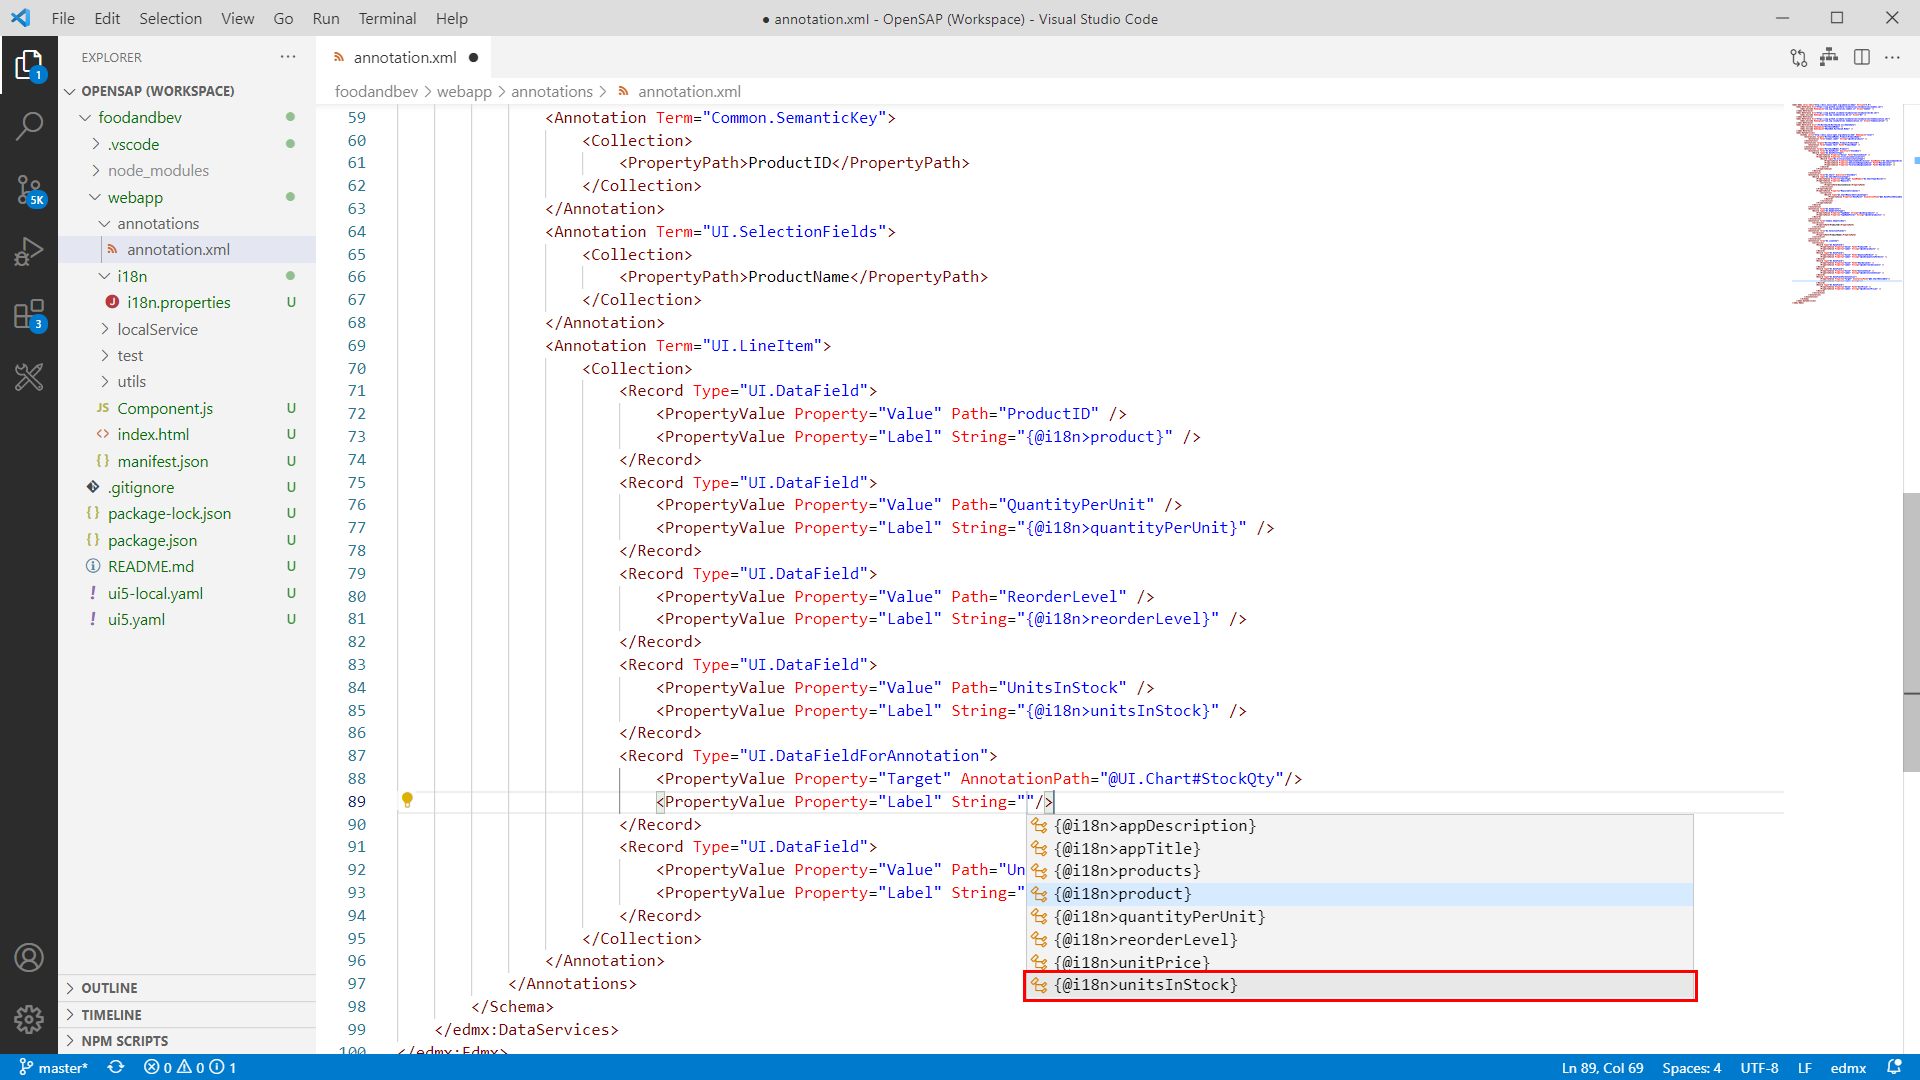 File Edit Selection View Go Run Terminal Help
● annotation.xml - OpenSAP (Workspace) - Visual Studio Code
EXPLORER
OPENSAP (WORKSPACE)
foodandbev
.vscode
node_modules
webapp
annotations
annotation.xml
i18n
i18n.properties U
localService
test
utils
JS Component.js U
<> index.html U
{} manifest.json U
.gitignore U
{} package-lock.json U
{} package.json U
README.md U
! ui5-local.yaml U
! ui5.yaml U
OUTLINE
TIMELINE
NPM SCRIPTS
1
5K
3
annotation.xml ●
foodandbev > webapp > annotations > annotation.xml
59 <Annotation Term="Common.SemanticKey">
60 <Collection>
61 <PropertyPath>ProductID</PropertyPath>
62 </Collection>
63 </Annotation>
64 <Annotation Term="UI.SelectionFields">
65 <Collection>
66 <PropertyPath>ProductName</PropertyPath>
67 </Collection>
68 </Annotation>
69 <Annotation Term="UI.LineItem">
70 <Collection>
71 <Record Type="UI.DataField">
72 <PropertyValue Property="Value" Path="ProductID" />
73 <PropertyValue Property="Label" String="{@i18n>product}" />
74 </Record>
75 <Record Type="UI.DataField">
76 <PropertyValue Property="Value" Path="QuantityPerUnit" />
77 <PropertyValue Property="Label" String="{@i18n>quantityPerUnit}" />
78 </Record>
79 <Record Type="UI.DataField">
80 <PropertyValue Property="Value" Path="ReorderLevel" />
81 <PropertyValue Property="Label" String="{@i18n>reorderLevel}" />
82 </Record>
83 <Record Type="UI.DataField">
84 <PropertyValue Property="Value" Path="UnitsInStock" />
85 <PropertyValue Property="Label" String="{@i18n>unitsInStock}" />
86 </Record>
87 <Record Type="UI.DataFieldForAnnotation">
88 <PropertyValue Property="Target" AnnotationPath="@UI.Chart#StockQty"/>
89 <PropertyValue Property="Label" String=""/>
90 </Record>
91 <Record Type="UI.DataField">
92 <PropertyValue Property="Value" Path="Un
93 <PropertyValue Property="Label" String="
94 </Record>
95 </Collection>
96 </Annotation>
97 </Annotations>
98 </Schema>
99 </edmx:DataServices>
100 </edmx:Edmx>
{@i18n>appDescription}
{@i18n>appTitle}
{@i18n>products}
{@i18n>product}
{@i18n>quantityPerUnit}
{@i18n>reorderLevel}
{@i18n>unitPrice}
{@i18n>unitsInStock}
master* 0 0 1 Ln 89, Col 69 Spaces: 4 UTF-8 LF edmx